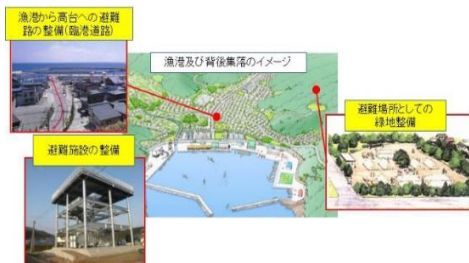 漁港から高台への避難
路の整備(臨港道路)
漁港及び背後集落のイメージ
避難場所としての
緑地整備
避難施設の整備